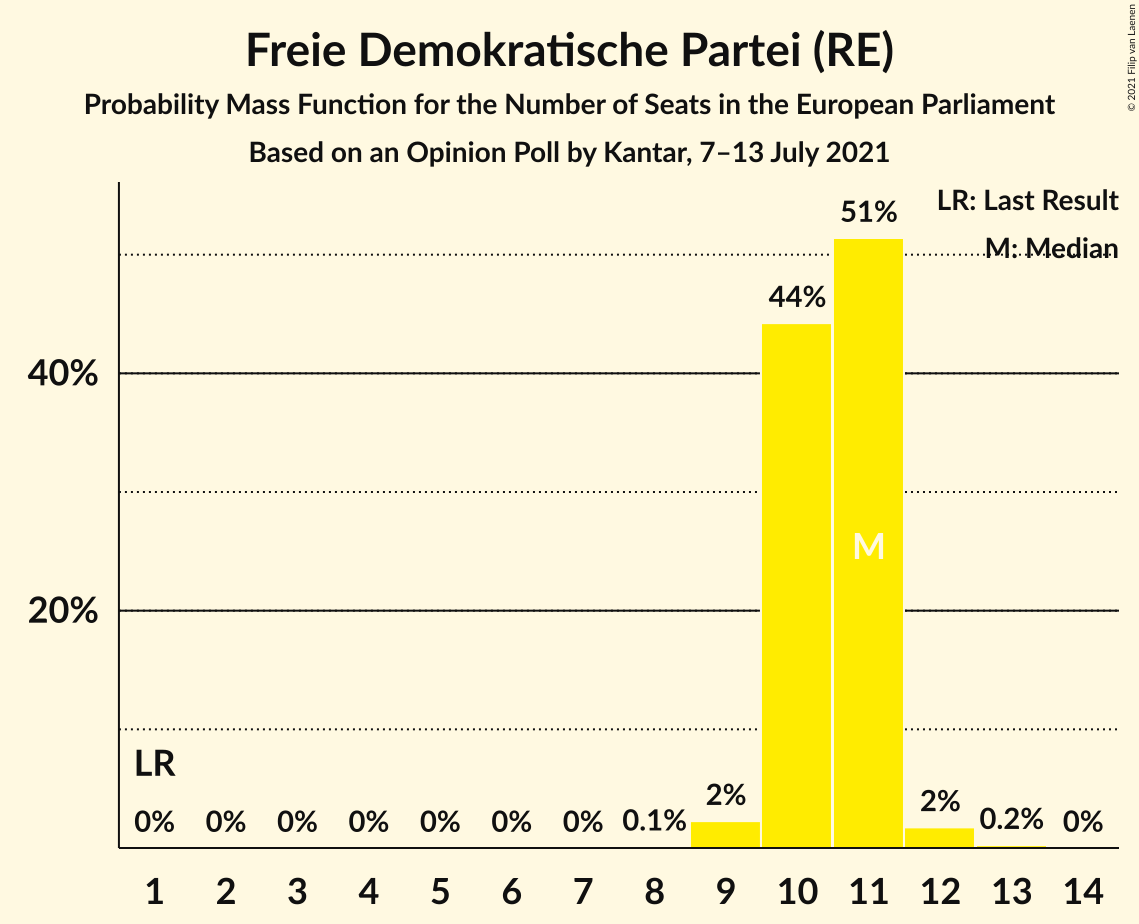 Freie Demokratische Partei (RE)
Probability Mass Function for the Number of Seats in the European Parliament
Based on an Opinion Poll by Kantar, 7–13 July 2021
© 2021 Filip van Laenen
LR: Last Result
M: Median
51%
44%
40%
M
20%
LR
0% 0% 0% 0% 0% 0% 0% 0.1% 2% 2% 0.2% 0%
1 2 3 4 5 6 7 8 9 10 11 12 13 14